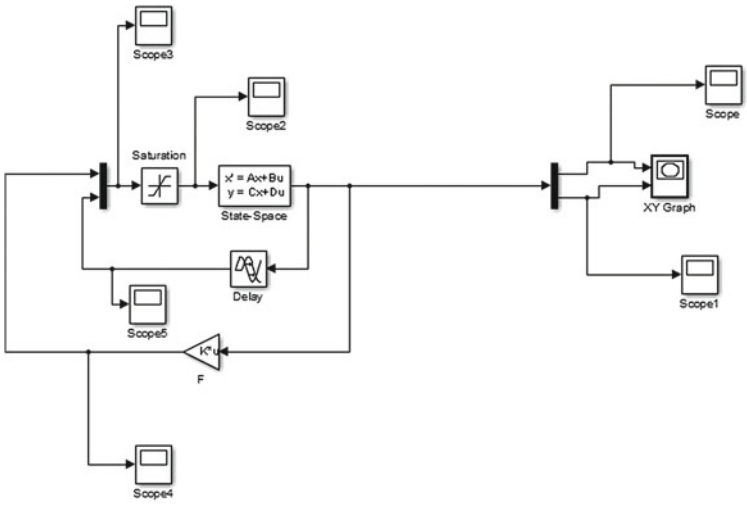 Scope3
Scope2
Scope
Saturation
x' = Ax+Bu
y = Cx+Du
State-Space
XY Graph
Delay
Scope1
Scope5
K*u
F
Scope4